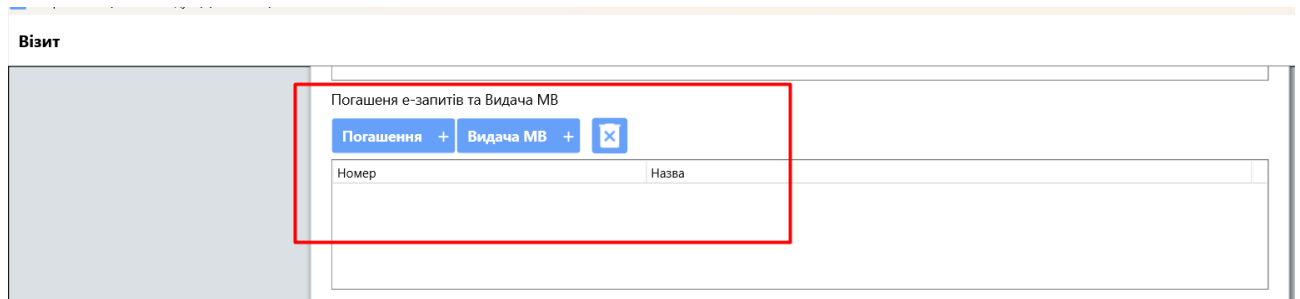 Візит
Погашеня е-запитів та Видача МВ
Погашення + Видача МВ +
Номер Назва